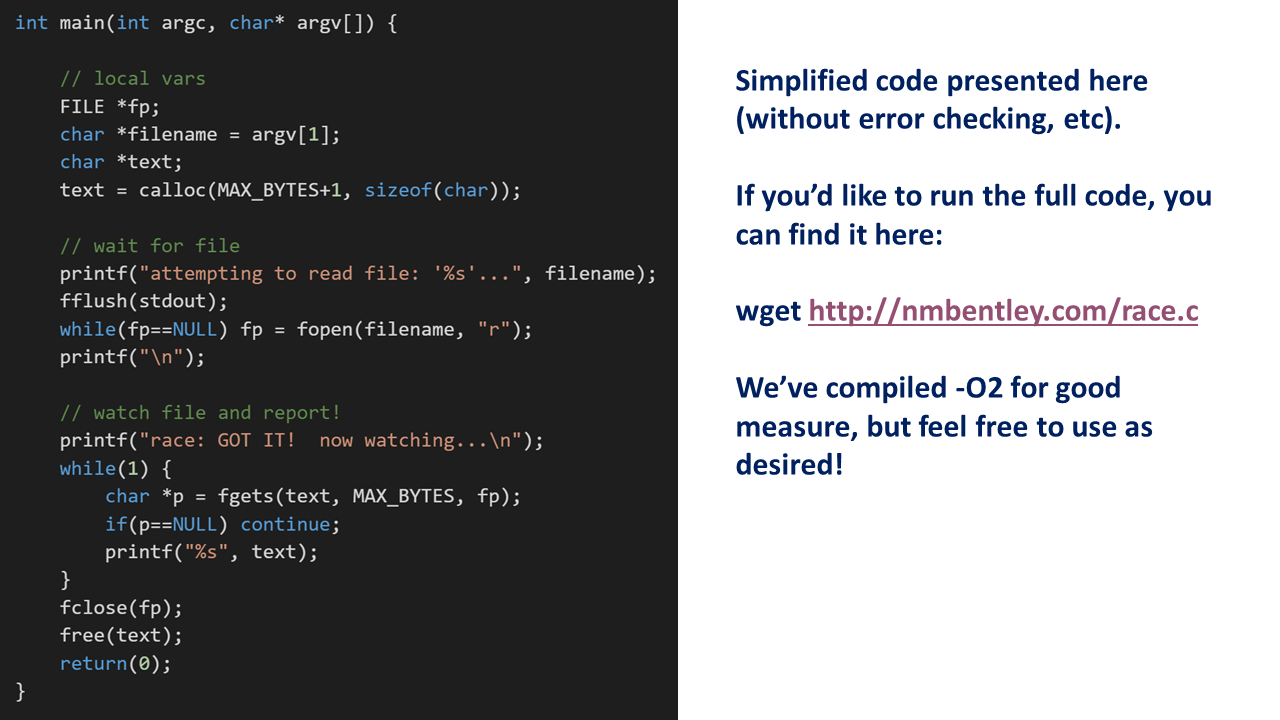 int main(int argc, char* argv[]) {
    // local vars
    FILE *fp;
    char *filename = argv[1];
    char *text;
    text = calloc(MAX_BYTES+1, sizeof(char));
    // wait for file
    printf("attempting to read file: '%s'...", filename);
    fflush(stdout);
    while(fp==NULL) fp = fopen(filename, "r");
    printf("\n");
    // watch file and report!
    printf("race: GOT IT!  now watching...\n");
    while(1) {
        char *p = fgets(text, MAX_BYTES, fp);
        if(p==NULL) continue;
        printf("%s", text);
    }
    fclose(fp);
    free(text);
    return(0);
}
Simplified code presented here
(without error checking, etc).
If you’d like to run the full code, you
can find it here:
wget http://nmbentley.com/race.c
We’ve compiled -O2 for good
measure, but feel free to use as
desired!